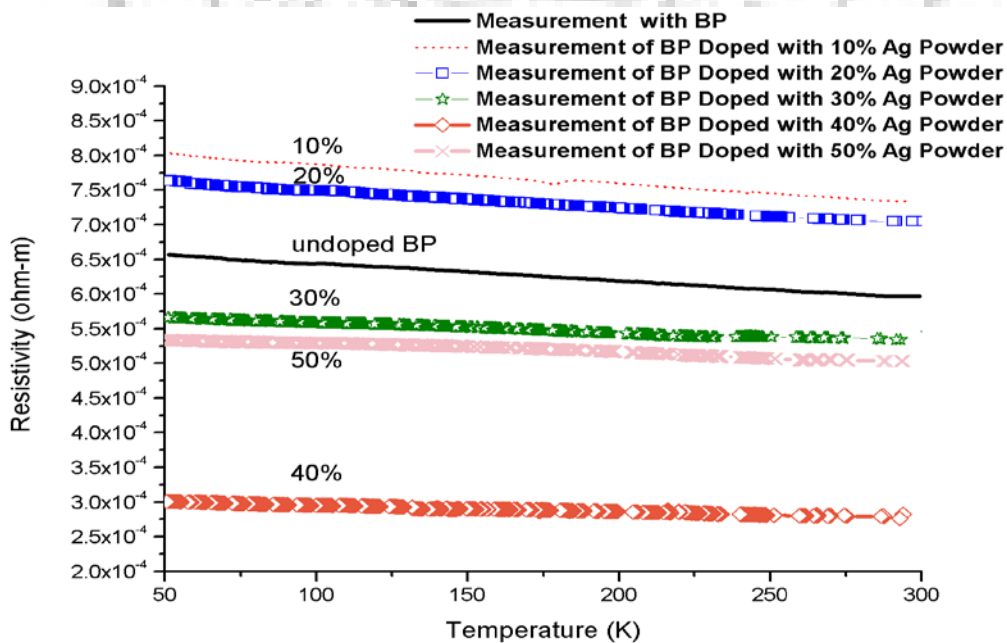 Measurement with BP
Measurement of BP Doped with 10% Ag Powder
Measurement of BP Doped with 20% Ag Powder
Measurement of BP Doped with 30% Ag Powder
Measurement of BP Doped with 40% Ag Powder
Measurement of BP Doped with 50% Ag Powder
9.0x10⁻⁴
8.5x10⁻⁴
8.0x10⁻⁴
7.5x10⁻⁴
7.0x10⁻⁴
6.5x10⁻⁴
6.0x10⁻⁴
5.5x10⁻⁴
5.0x10⁻⁴
4.5x10⁻⁴
4.0x10⁻⁴
3.5x10⁻⁴
3.0x10⁻⁴
2.5x10⁻⁴
2.0x10⁻⁴
Resistivity (ohm-m)
10%
20%
undoped BP
30%
50%
40%
50
100
150
200
250
300
Temperature (K)